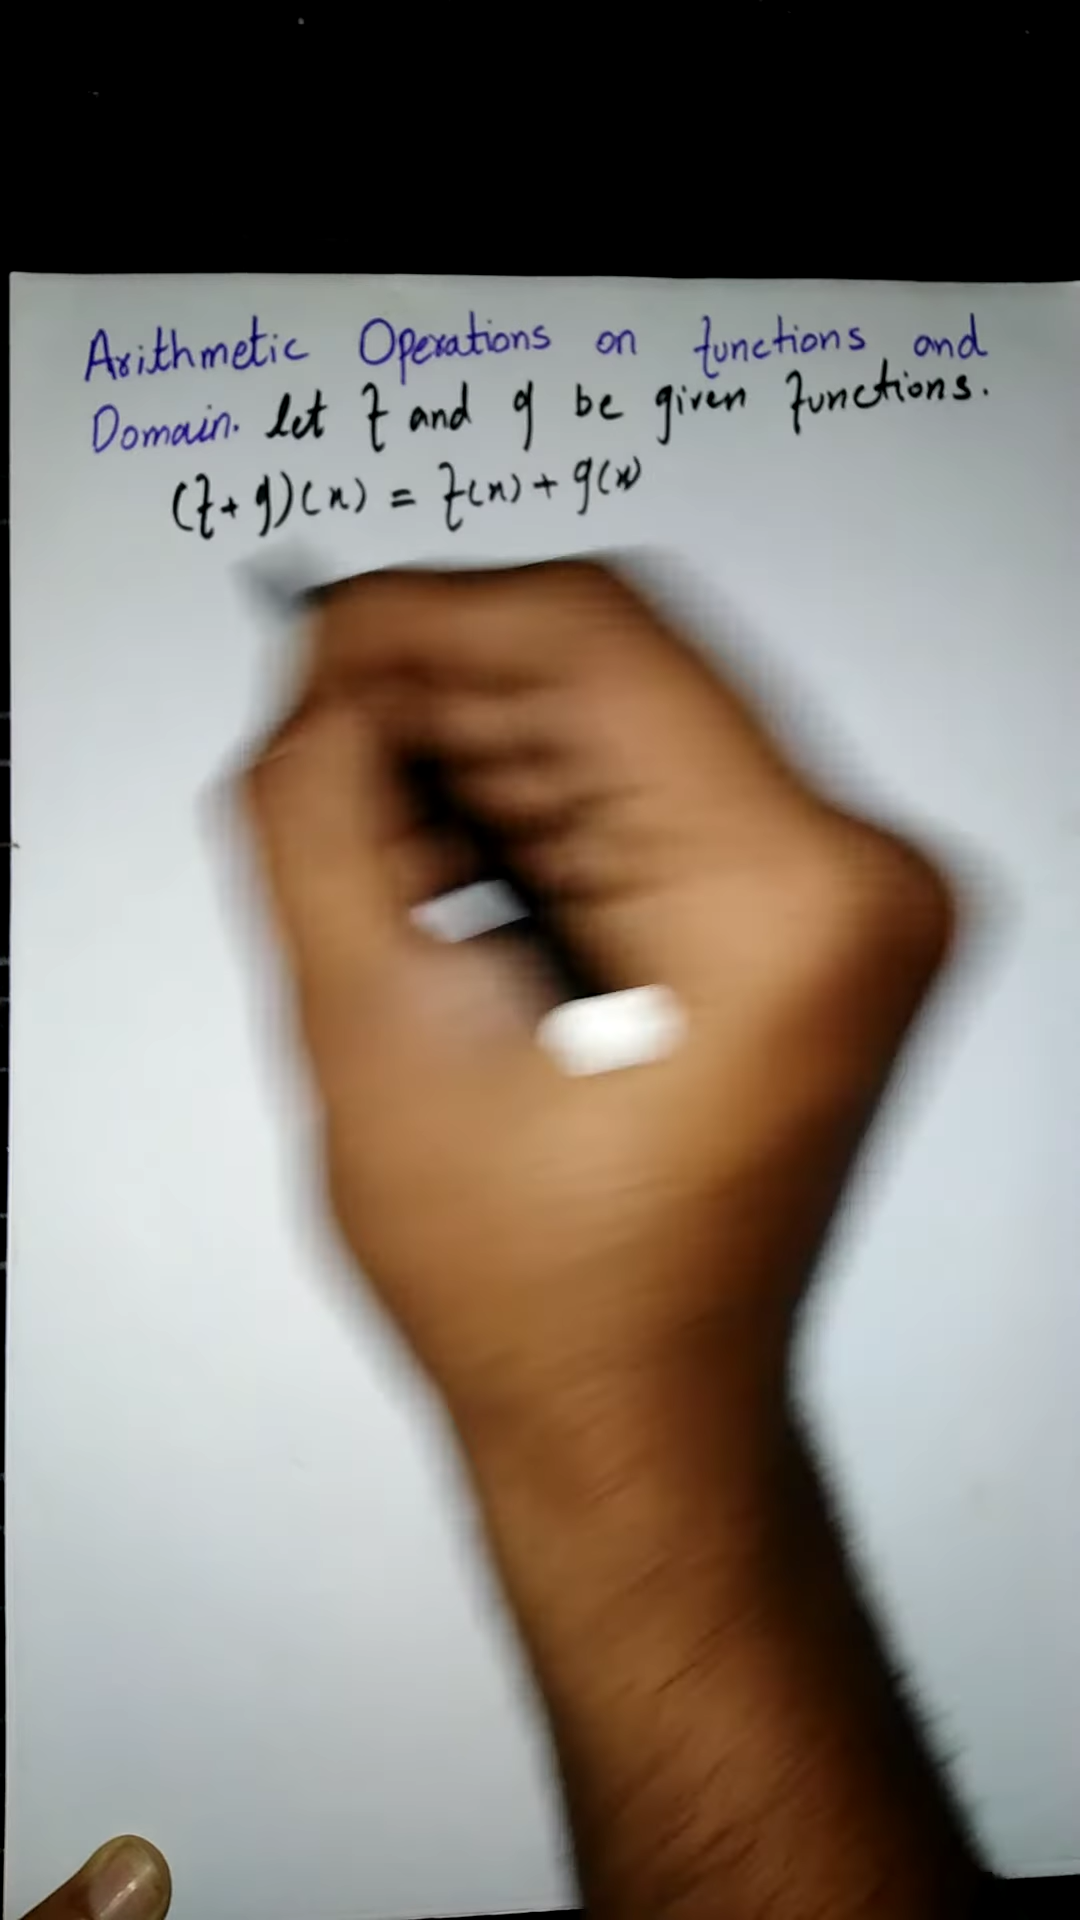 Arithmetic Operations on functions and
Domain. let f and g be given functions.
(f+g)(x) = f(x) + g(x)